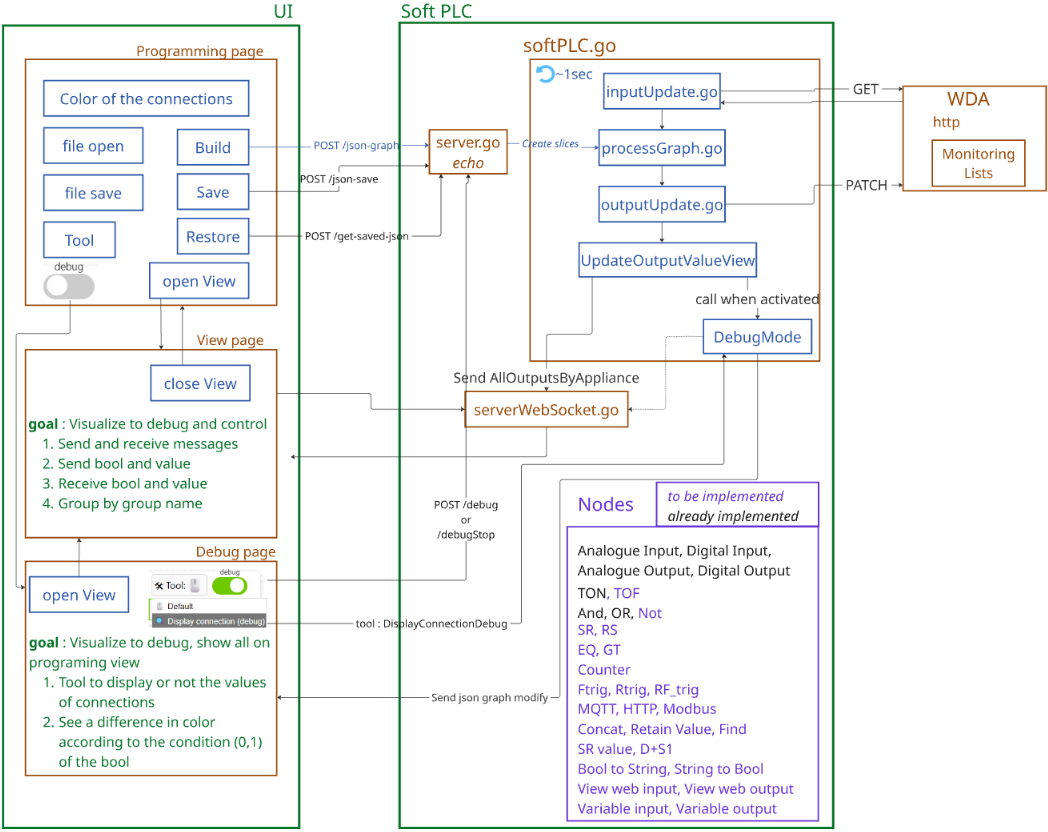 UI
Programming page
Color of the connections
file open
Build
file save
Save
Tool
Restore
debug
open View
View page
close View
goal : Visualize to debug and control
1. Send and receive messages
2. Send bool and value
3. Receive bool and value
4. Group by group name
Debug page
open View
debug
Tool:
Default
Display connection (debug)
goal : Visualize to debug, show all on
programing view
1. Tool to display or not the values
of connections
2. See a difference in color
according to the condition (0,1)
of the bool
POST /json-graph
POST /json-save
POST /get-saved-json
Soft PLC
server.go
echo
Create slices
softPLC.go
~1sec
inputUpdate.go
processGraph.go
outputUpdate.go
UpdateOutputValueView
call when activated
DebugMode
Send AllOutputsByAppliance
serverWebSocket.go
POST /debug
or
/debugStop
tool : DisplayConnectionDebug
Send json graph modify
GET
PATCH
WDA
http
Monitoring
Lists
Nodes
to be implemented
already implemented
Analogue Input, Digital Input,
Analogue Output, Digital Output
TON, TOF
And, OR, Not
SR, RS
EQ, GT
Counter
Ftrig, Rtrig, RF_trig
MQTT, HTTP, Modbus
Concat, Retain Value, Find
SR value, D+S1
Bool to String, String to Bool
View web input, View web output
Variable input, Variable output